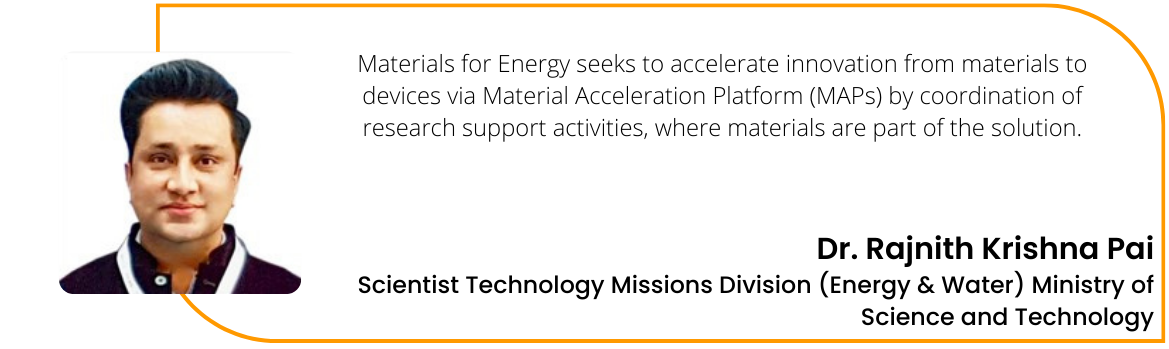 Materials for Energy seeks to accelerate innovation from materials to
devices via Material Acceleration Platform (MAPs) by coordination of
research support activities, where materials are part of the solution.
Dr. Rajnith Krishna Pai
Scientist Technology Missions Division (Energy & Water) Ministry of
Science and Technology